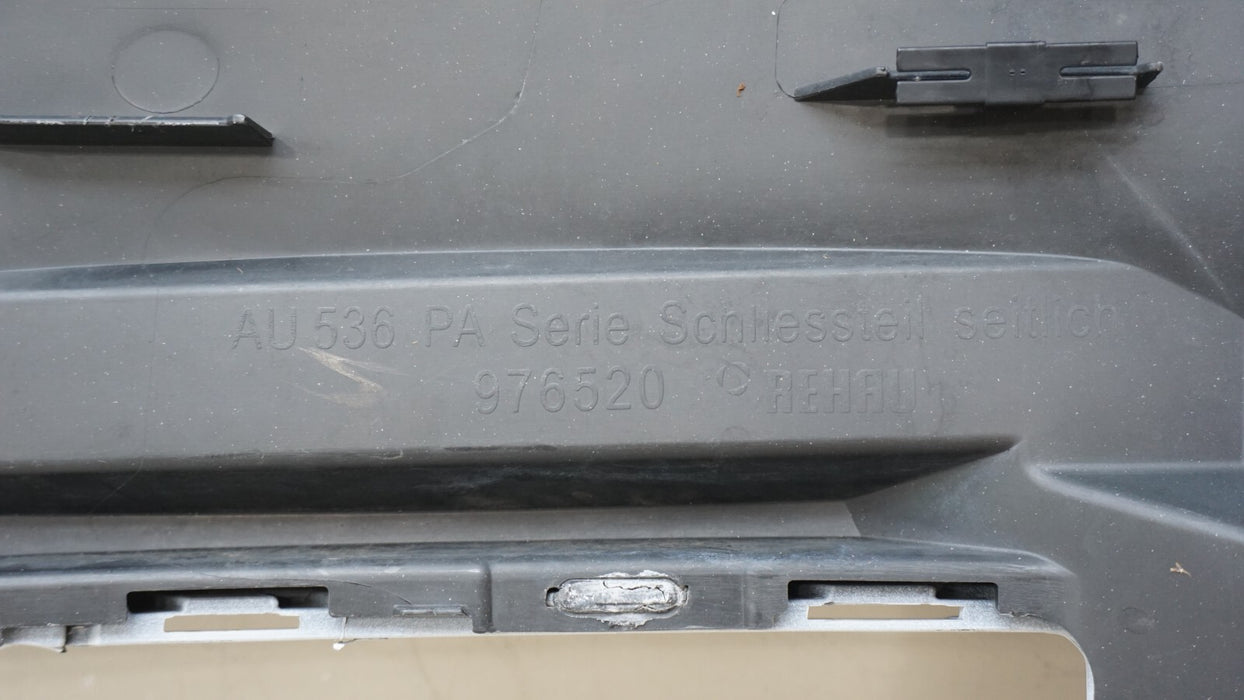 AU 536 PA Serie Schliessteil seitlich
976520 REHAU